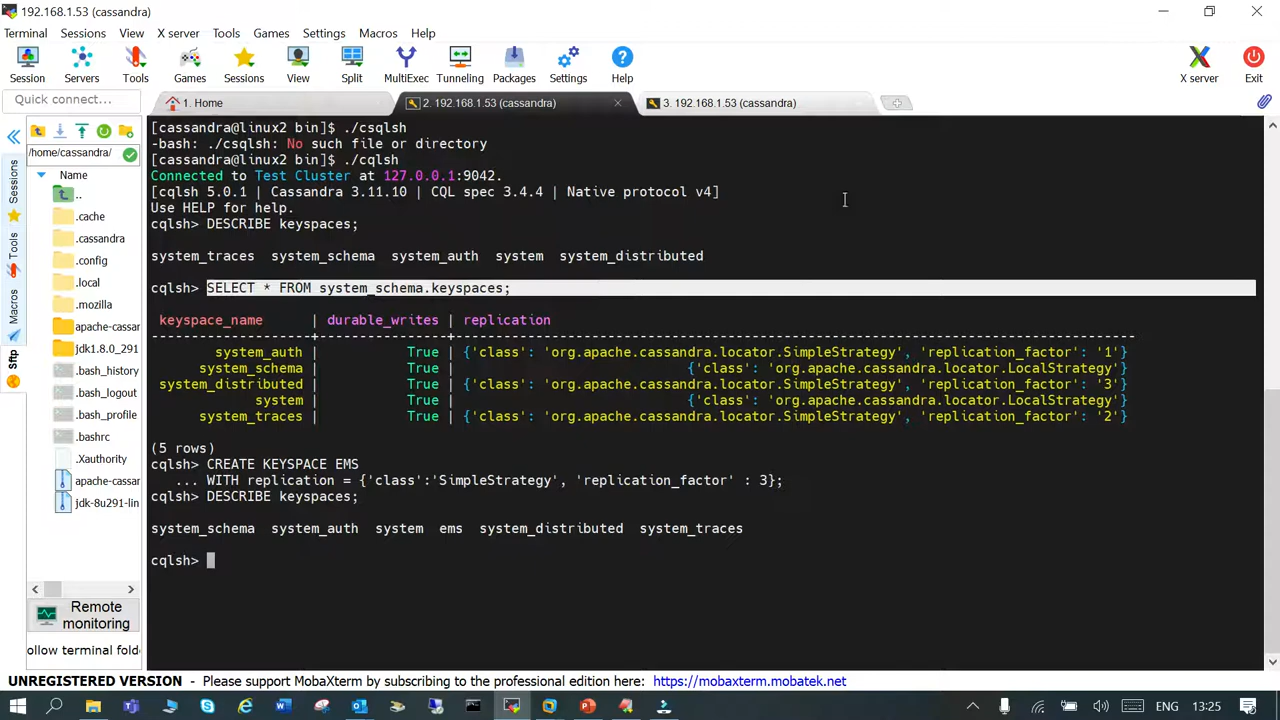 192.168.1.53 (cassandra)
Terminal Sessions View X server Tools Games Settings Macros Help
Session Servers Tools Games Sessions View Split MultiExec Tunneling Packages Settings Help X server Exit
Quick connect...
1. Home
2. 192.168.1.53 (cassandra)
3. 192.168.1.53 (cassandra)
/home/cassandra/
Name
..
.cache
.cassandra
.config
.local
.mozilla
apache-cassar
jdk1.8.0_291
.bash_history
.bash_logout
.bash_profile
.bashrc
.Xauthority
apache-cassar
jdk-8u291-lin
Sessions
Tools
Macros
Sftp
Remote
monitoring
ollow terminal fold
[cassandra@linux2 bin]$ ./csqlsh
-bash: ./csqlsh: No such file or directory
[cassandra@linux2 bin]$ ./cqlsh
Connected to Test Cluster at 127.0.0.1:9042.
[cqlsh 5.0.1 | Cassandra 3.11.10 | CQL spec 3.4.4 | Native protocol v4]
Use HELP for help.
cqlsh> DESCRIBE keyspaces;
system_traces system_schema system_auth system system_distributed
cqlsh> SELECT * FROM system_schema.keyspaces;
keyspace_name | durable_writes | replication
system_auth | True | {'class': 'org.apache.cassandra.locator.SimpleStrategy', 'replication_factor': '1'}
system_schema | True | {'class': 'org.apache.cassandra.locator.LocalStrategy'}
system_distributed | True | {'class': 'org.apache.cassandra.locator.SimpleStrategy', 'replication_factor': '3'}
system | True | {'class': 'org.apache.cassandra.locator.LocalStrategy'}
system_traces | True | {'class': 'org.apache.cassandra.locator.SimpleStrategy', 'replication_factor': '2'}
(5 rows)
cqlsh> CREATE KEYSPACE EMS
... WITH replication = {'class':'SimpleStrategy', 'replication_factor' : 3};
cqlsh> DESCRIBE keyspaces;
system_schema system_auth system ems system_distributed system_traces
cqlsh>
UNREGISTERED VERSION - Please support MobaXterm by subscribing to the professional edition here: https://mobaxterm.mobatek.net
ENG 13:25